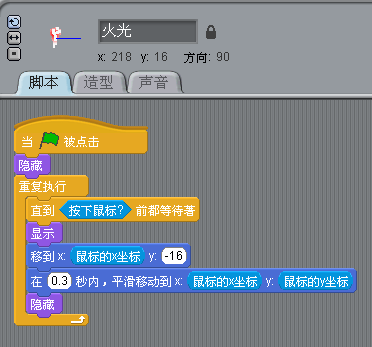 火光
x: 218 y: 16 方向: 90
脚本 造型 声音
当 被点击
隐藏
重复执行
直到 按下鼠标? 前都等待著
显示
移到 x: 鼠标的x坐标 y: -16
在 0.3 秒内，平滑移动到 x: 鼠标的x坐标 y: 鼠标的y坐标
隐藏